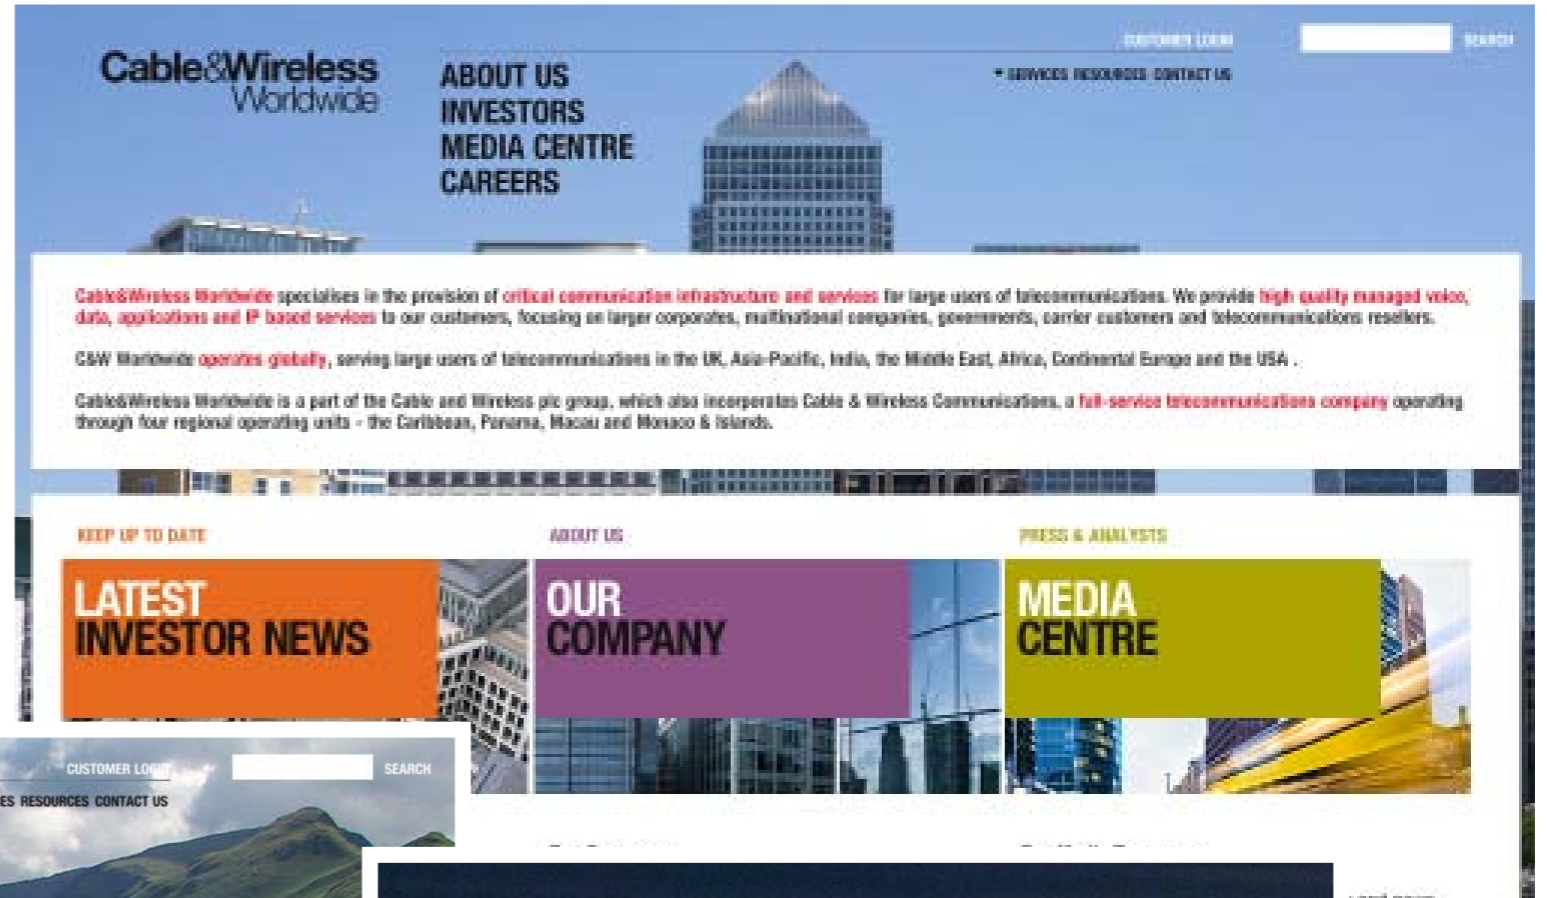 CUSTOMER LOGIN
SEARCH
Cable&Wireless
Worldwide
ABOUT US
INVESTORS
MEDIA CENTRE
CAREERS
SERVICES RESOURCES CONTACT US
Cable&Wireless Worldwide specialises in the provision of critical communication infrastructure and services for large users of telecommunications. We provide high quality managed voice,
data, applications and IP based services to our customers, focusing on larger corporates, multinational companies, governments, carrier customers and telecommunications resellers.
C&W Worldwide operates globally, serving large users of telecommunications in the UK, Asia-Pacific, India, the Middle East, Africa, Continental Europe and the USA .
Cable&Wireless Worldwide is a part of the Cable and Wireless plc group, which also incorporates Cable & Wireless Communications, a full-service telecommunications company operating
through four regional operating units - the Caribbean, Panama, Macau and Monaco & Islands.
KEEP UP TO DATE
LATEST
INVESTOR NEWS
ABOUT US
OUR
COMPANY
PRESS & ANALYSTS
MEDIA
CENTRE
CUSTOMER LOGIN
SEARCH
ES RESOURCES CONTACT US